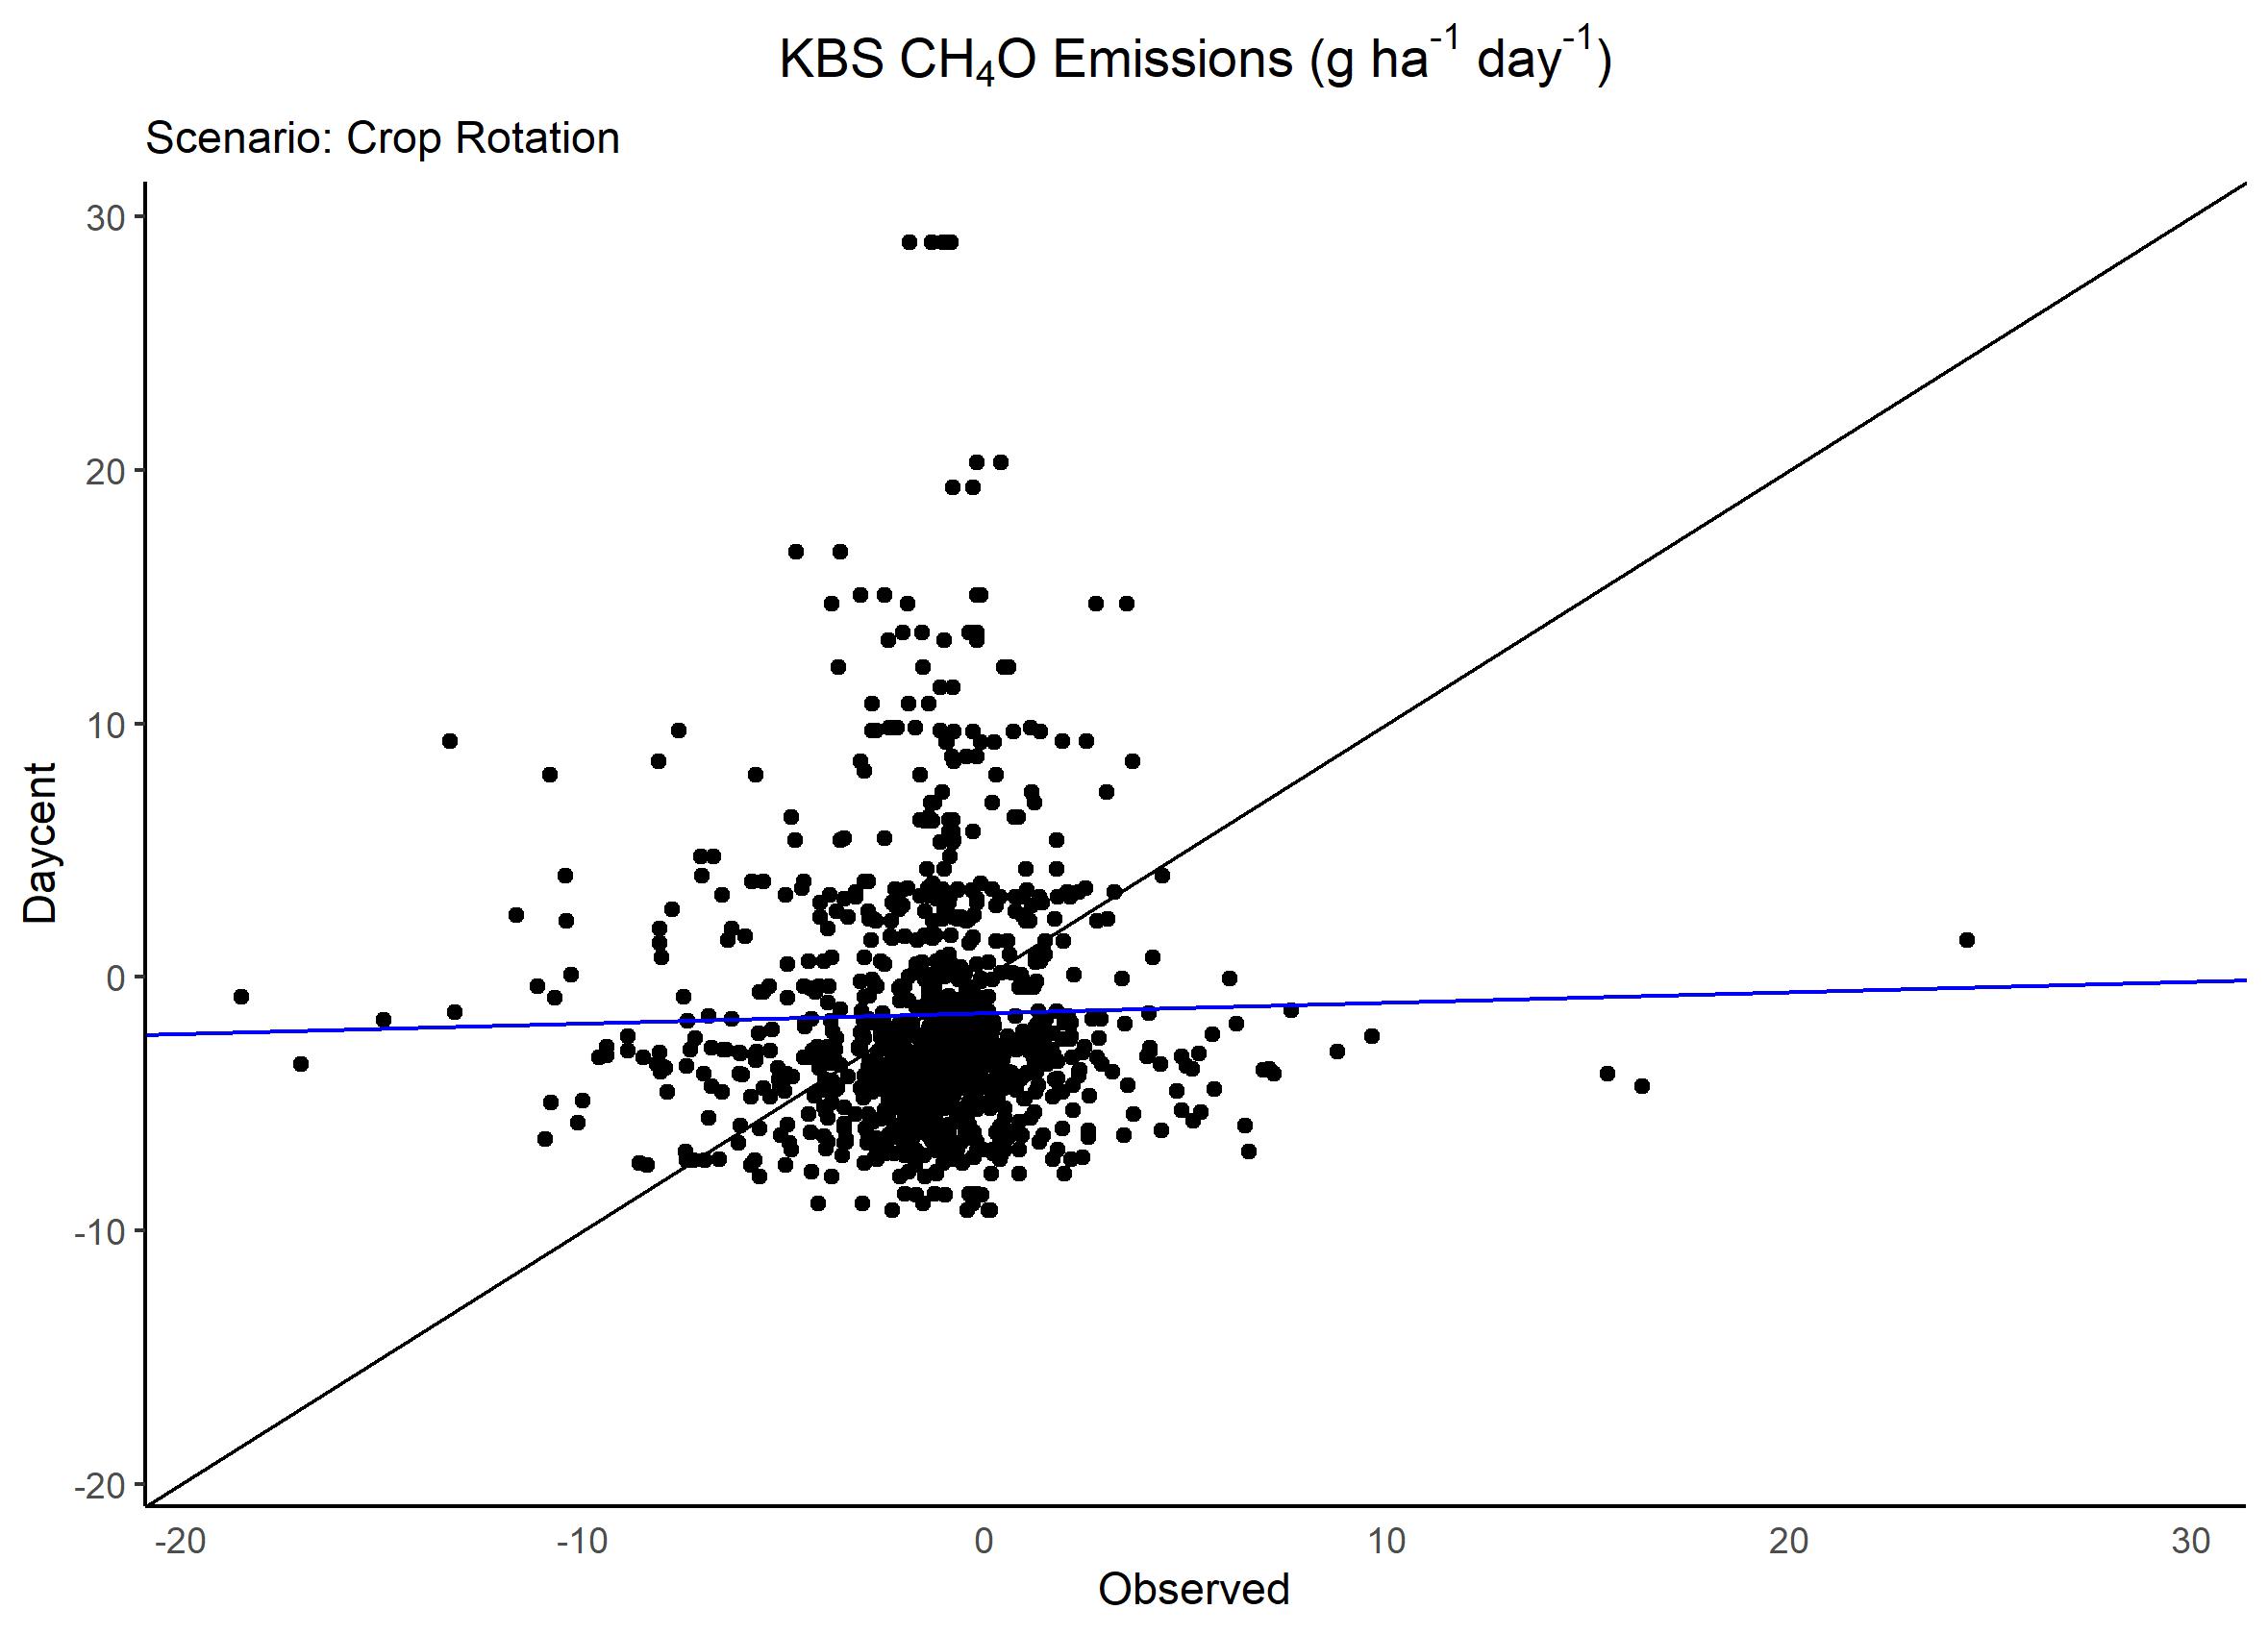 KBS CH₄O Emissions (g ha⁻¹ day⁻¹)
Scenario: Crop Rotation
30
20
10
0
-10
-20
Daycent
-20 -10 0 10 20 30
Observed